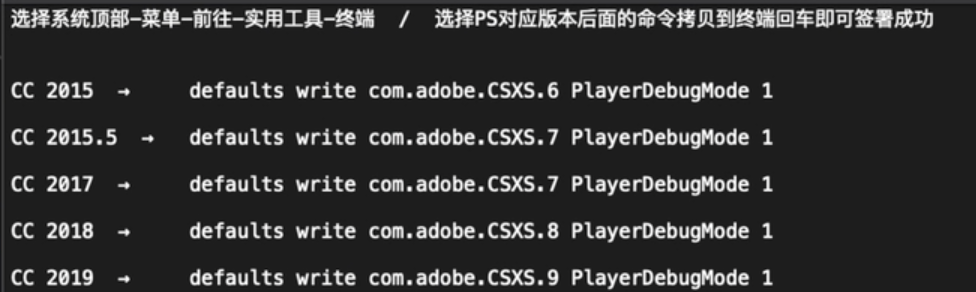 选择系统顶部-菜单-前往-实用工具-终端 / 选择PS对应版本后面的命令拷贝到终端回车即可签署成功
CC 2015 → defaults write com.adobe.CSXS.6 PlayerDebugMode 1
CC 2015.5 → defaults write com.adobe.CSXS.7 PlayerDebugMode 1
CC 2017 → defaults write com.adobe.CSXS.7 PlayerDebugMode 1
CC 2018 → defaults write com.adobe.CSXS.8 PlayerDebugMode 1
CC 2019 → defaults write com.adobe.CSXS.9 PlayerDebugMode 1